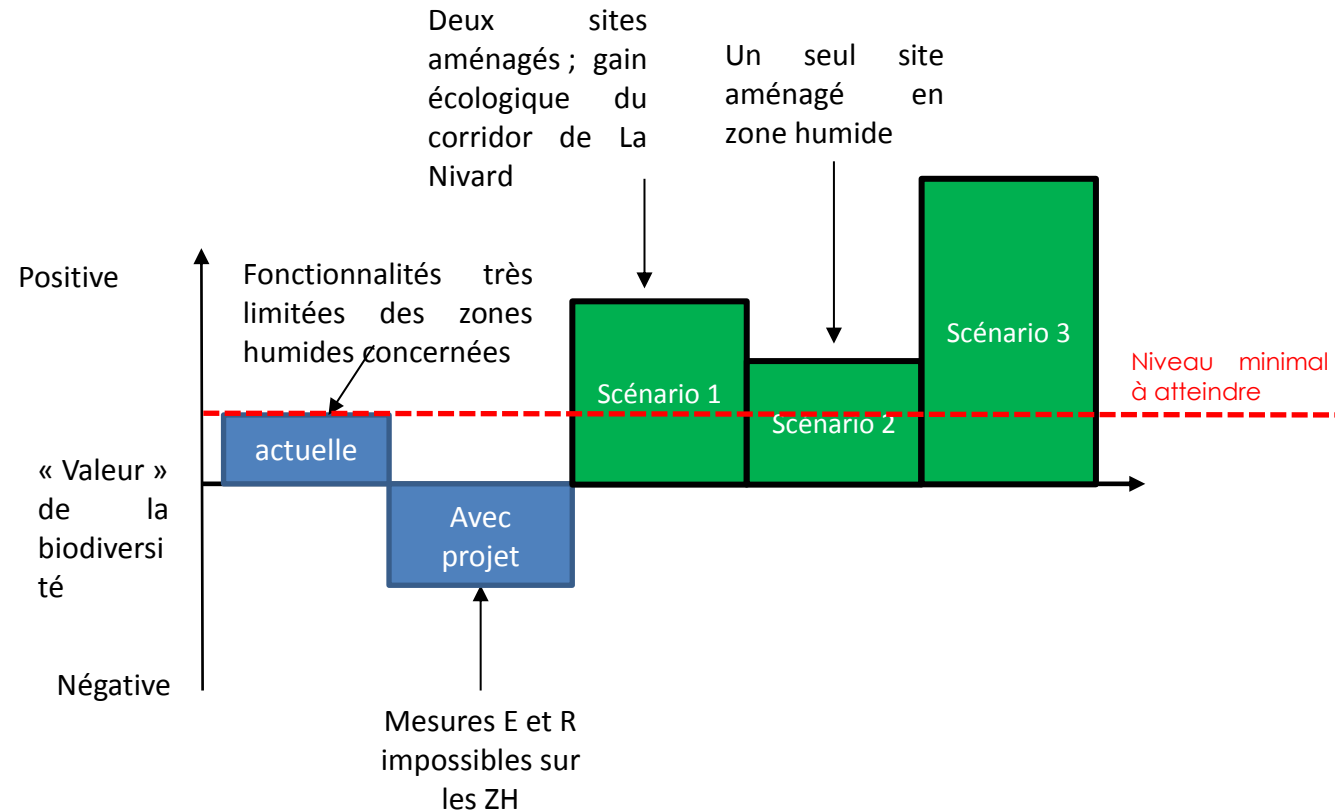 Deux sites
aménagés ; gain
écologique du
corridor de La
Nivard
Un seul site
aménagé en
zone humide
Positive
Fonctionnalités très
limitées des zones
humides concernées
Scénario 3
Niveau minimal
à atteindre
Scénario 1
Scénario 2
actuelle
« Valeur »
de la
biodiversi
té
Avec
projet
Négative
Mesures E et R
impossibles sur
les ZH